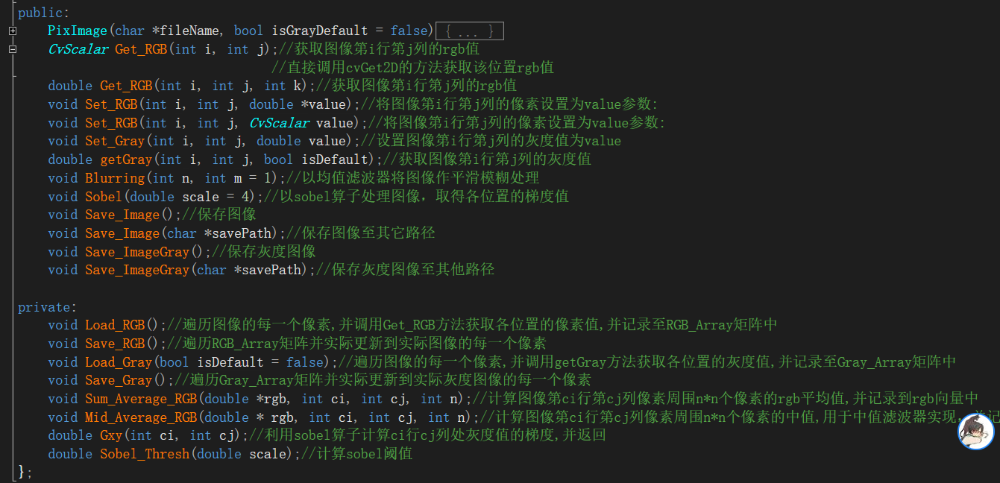 public:
PixImage(char *fileName, bool isGrayDefault = false){ ... }
CvScalar Get_RGB(int i, int j);//获取图像第i行第j列的rgb值
//直接调用cvGet2D的方法获取该位置rgb值
double Get_RGB(int i, int j, int k);//获取图像第i行第j列的rgb值
void Set_RGB(int i, int j, double *value);//将图像第i行第j列的像素设置为value参数:
void Set_RGB(int i, int j, CvScalar value);//将图像第i行第j列的像素设置为value参数:
void Set_Gray(int i, int j, double value);//设置图像第i行第j列的灰度值为value
double getGray(int i, int j, bool isDefault);//获取图像第i行第j列的灰度值
void Blurring(int n, int m = 1);//以均值滤波器将图像作平滑模糊处理
void Sobel(double scale = 4);//以sobel算子处理图像，取得各位置的梯度值
void Save_Image();//保存图像
void Save_Image(char *savePath);//保存图像至其它路径
void Save_ImageGray();//保存灰度图像
void Save_ImageGray(char *savePath);//保存灰度图像至其他路径
private:
void Load_RGB();//遍历图像的每一个像素,并调用Get_RGB方法获取各位置的像素值,并记录至RGB_Array矩阵中
void Save_RGB();//遍历RGB_Array矩阵并实际更新到实际图像的每一个像素
void Load_Gray(bool isDefault = false);//遍历图像的每一个像素,并调用getGray方法获取各位置的灰度值,并记录至Gray_Array矩阵中
void Save_Gray();//遍历Gray_Array矩阵并实际更新到实际灰度图像的每一个像素
void Sum_Average_RGB(double *rgb, int ci, int cj, int n);//计算图像第ci行第cj列像素周围n*n个像素的rgb平均值,并记录到rgb向量中
void Mid_Average_RGB(double * rgb, int ci, int cj, int n);//计算图像第ci行第cj列像素周围n*n个像素的中值,用于中值滤波器实现，并记
double Gxy(int ci, int cj);//利用sobel算子计算ci行cj列处灰度值的梯度,并返回
double Sobel_Thresh(double scale);//计算sobel阈值
};